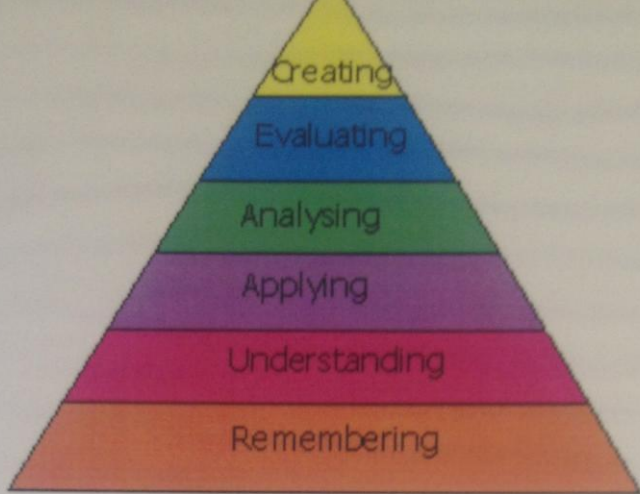 Creating
Evaluating
Analysing
Applying
Understanding
Remembering